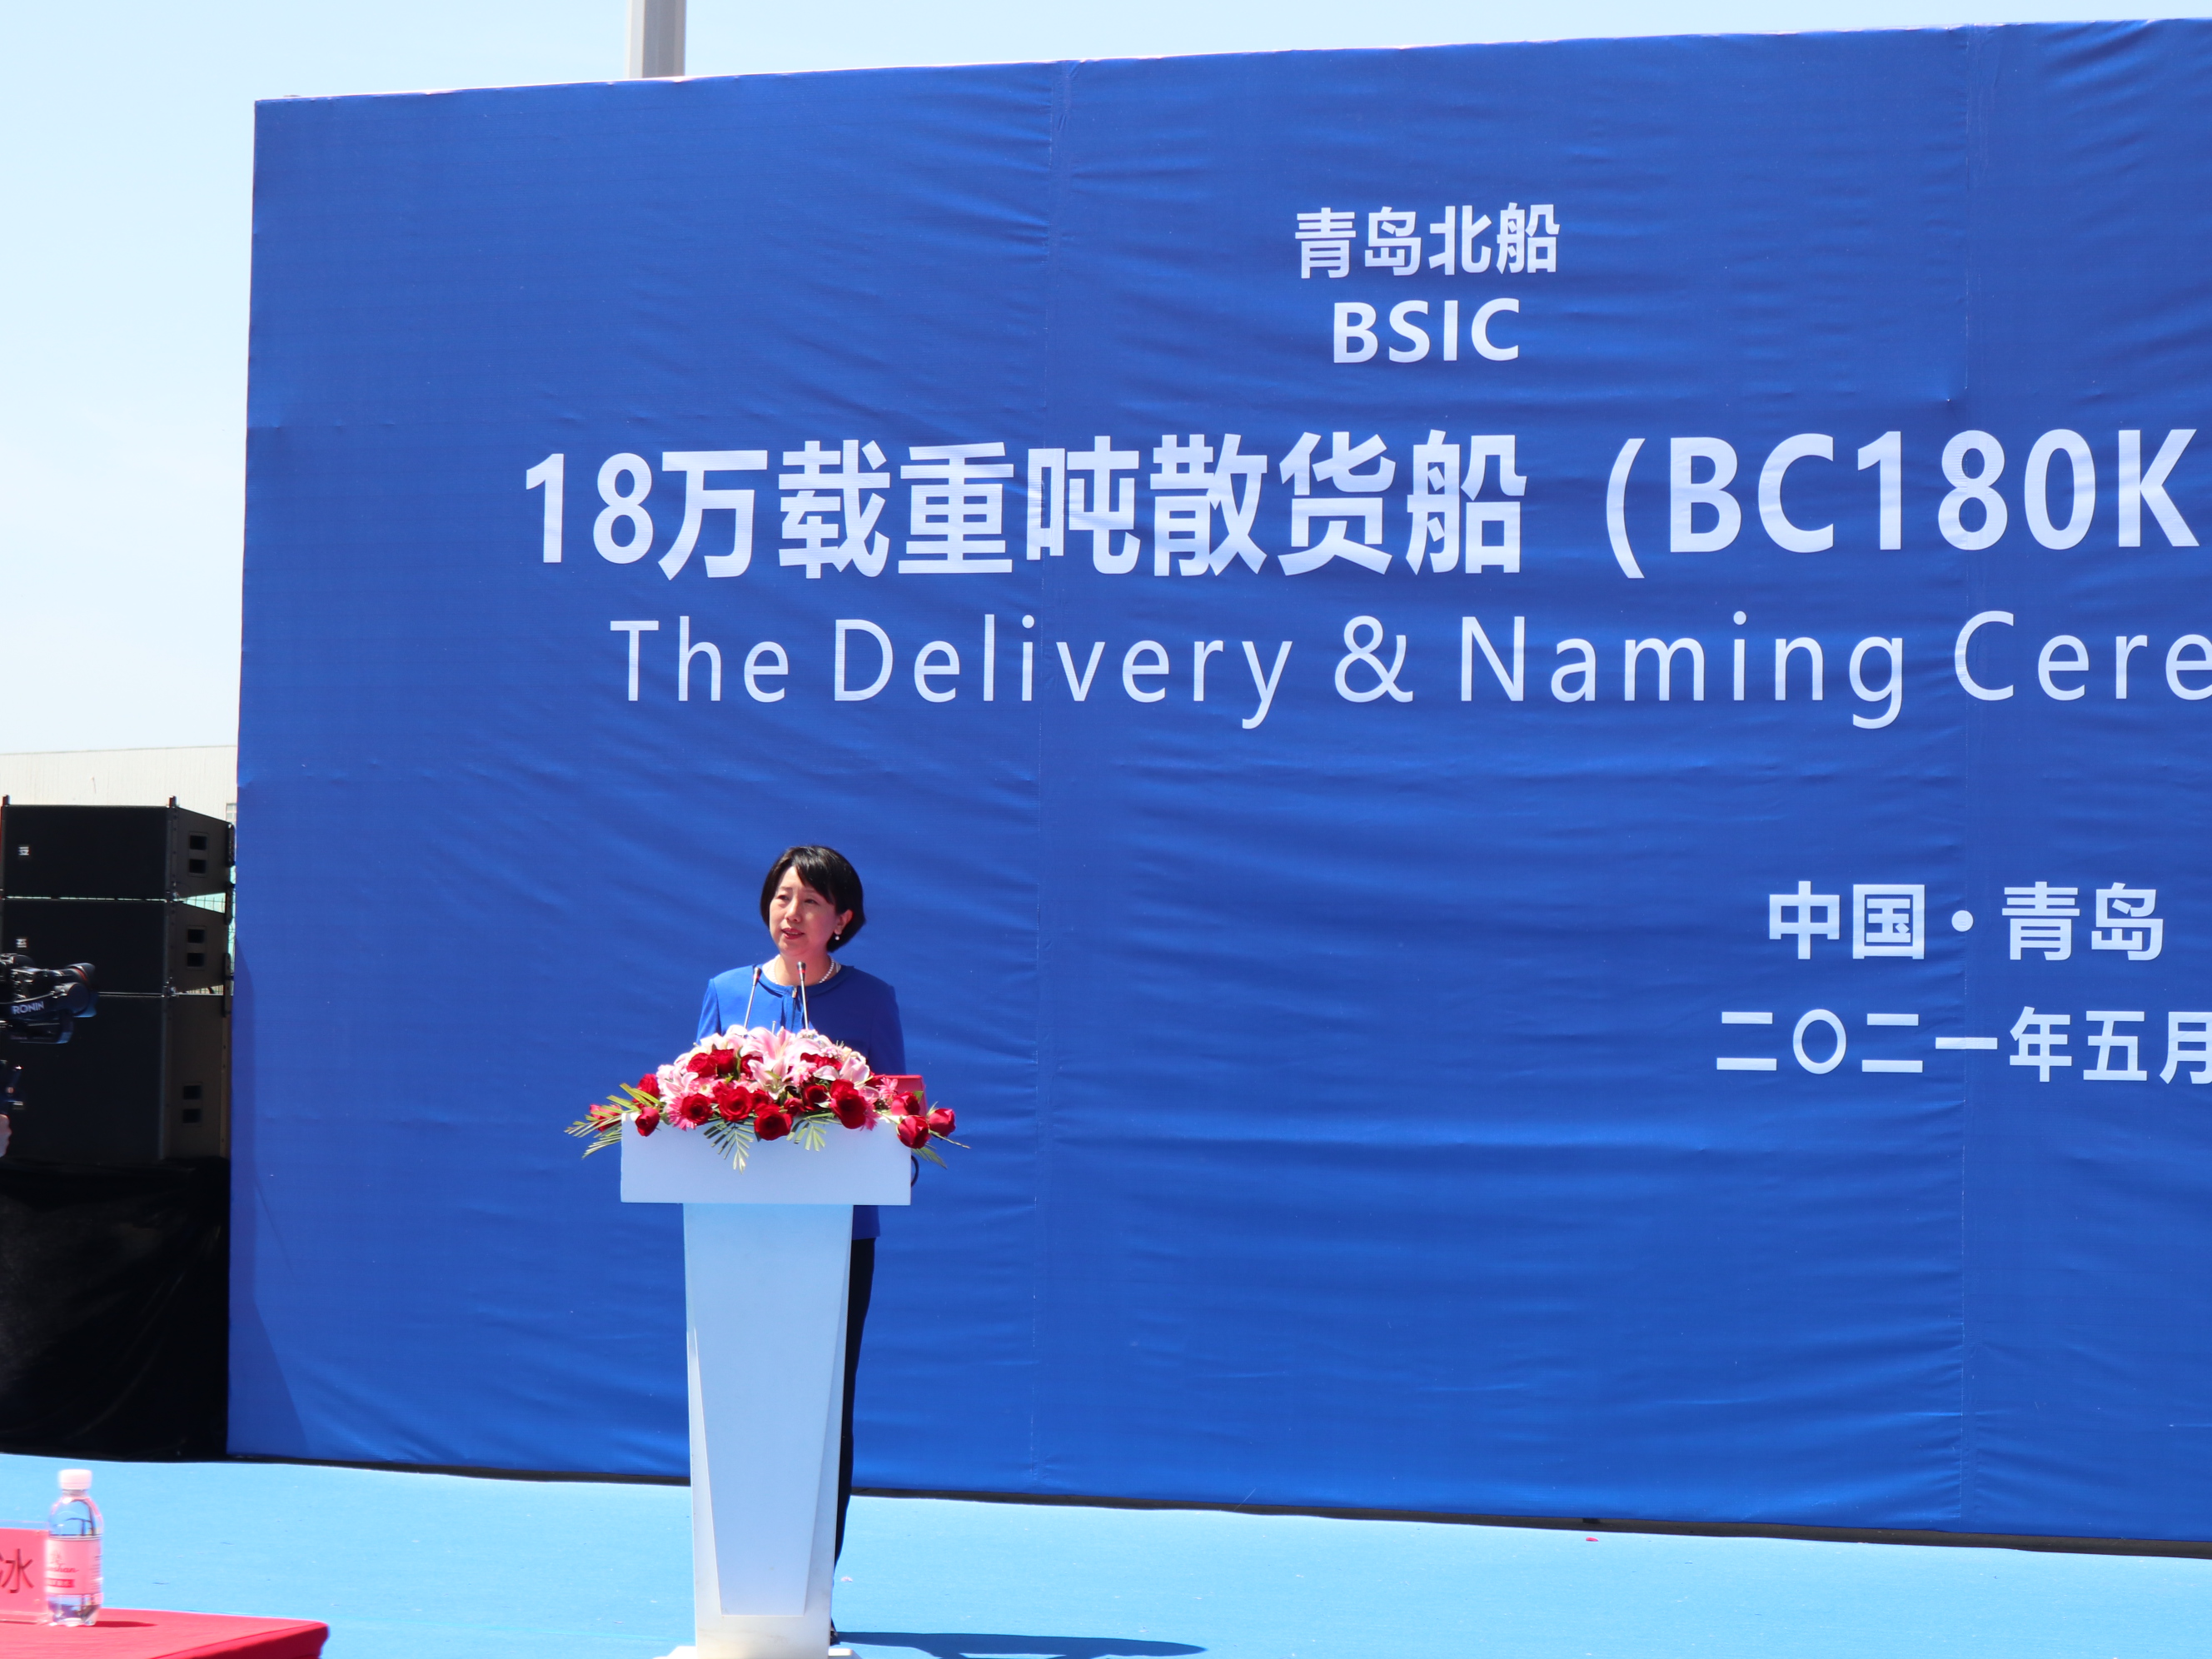 青岛北船
BSIC
18万载重吨散货船（BC180K
The Delivery & Naming Cere
中国·青岛
二〇二一年五月
RONIN
冰